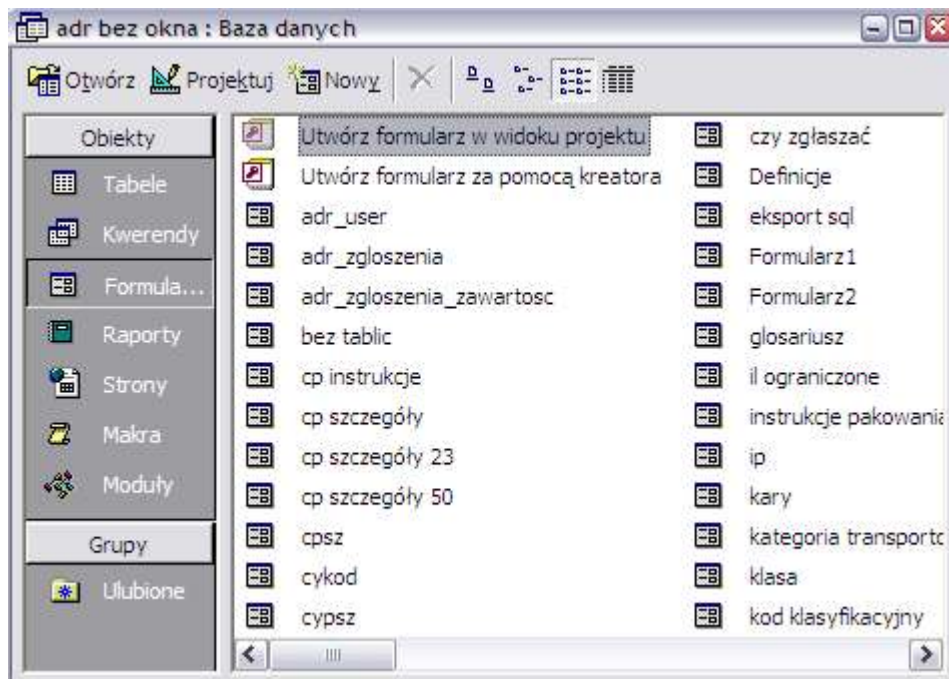 adr bez okna : Baza danych
Otwórz Projektuj Nowy
Obiekty
Tabele
Kwerendy
Formula...
Raporty
Strony
Makra
Moduły
Grupy
Ulubione
Utwórz formularz w widoku projektu
Utwórz formularz za pomocą kreatora
adr_user
adr_zgloszenia
adr_zgloszenia_zawartosc
bez tablic
cp instrukcje
cp szczegóły
cp szczegóły 23
cp szczegóły 50
cpsz
cykod
cypsz
czy zgłaszać
Definicje
eksport sql
Formularz1
Formularz2
glosariusz
il ograniczone
instrukcje pakowania
ip
kary
kategoria transporto
klasa
kod klasyfikacyjny